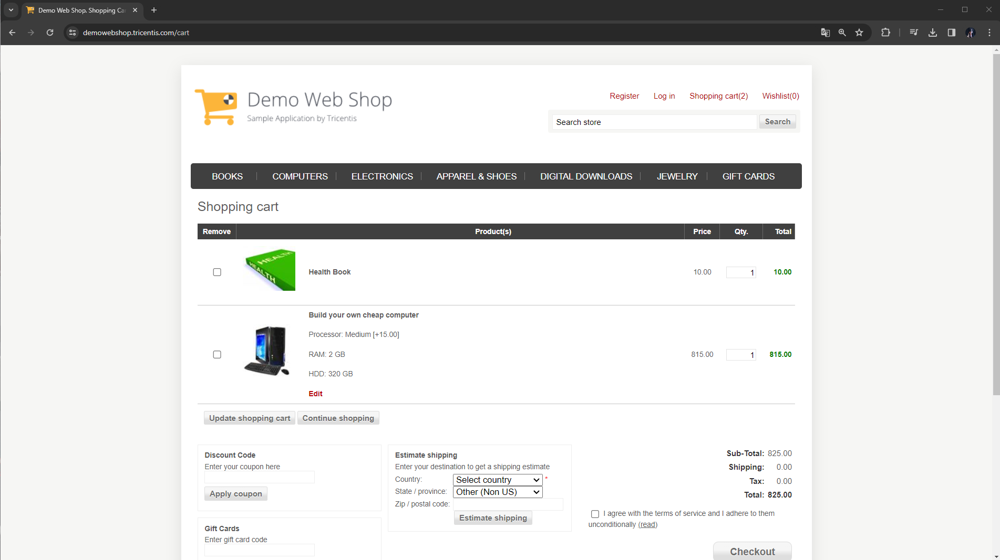 Demo Web Shop. Shopping Ca
demowebshop.tricentis.com/cart
Demo Web Shop
Sample Application by Tricentis
Register Log in Shopping cart(2) Wishlist(0)
Search store Search
BOOKS COMPUTERS ELECTRONICS APPAREL & SHOES DIGITAL DOWNLOADS JEWELRY GIFT CARDS
Shopping cart
Remove Product(s) Price Qty. Total
HEALTH
HEALTH
Health Book 10.00 1 10.00
Build your own cheap computer
Processor: Medium [+15.00]
RAM: 2 GB 815.00 1 815.00
HDD: 320 GB
Edit
Update shopping cart Continue shopping
Discount Code
Enter your coupon here
Apply coupon
Gift Cards
Enter gift card code
Estimate shipping
Enter your destination to get a shipping estimate
Country: Select country *
State / province: Other (Non US)
Zip / postal code:
Estimate shipping
Sub-Total: 825.00
Shipping: 0.00
Tax: 0.00
Total: 825.00
I agree with the terms of service and I adhere to them
unconditionally (read)
Checkout